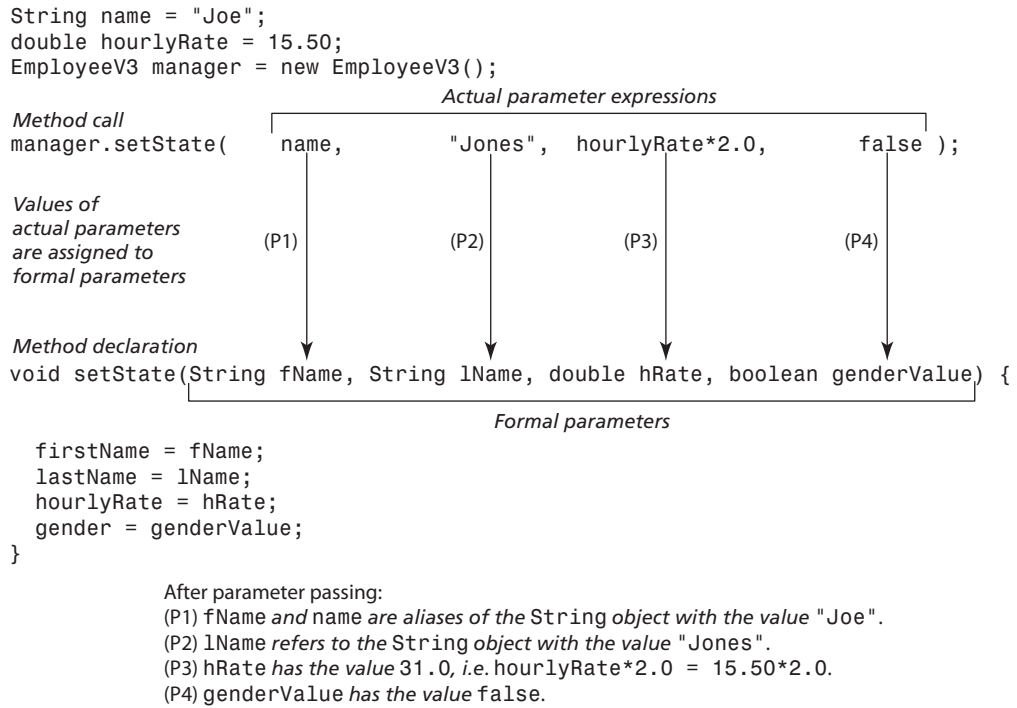 String name = "Joe";
double hourlyRate = 15.50;
EmployeeV3 manager = new EmployeeV3();
Actual parameter expressions
Method call
manager.setState( name, "Jones", hourlyRate*2.0, false );
Values of
actual parameters
are assigned to
formal parameters
(P1) (P2) (P3) (P4)
Method declaration
void setState(String fName, String lName, double hRate, boolean genderValue) {
Formal parameters
firstName = fName;
lastName = lName;
hourlyRate = hRate;
gender = genderValue;
}
After parameter passing:
(P1) fName and name are aliases of the String object with the value "Joe".
(P2) lName refers to the String object with the value "Jones".
(P3) hRate has the value 31.0, i.e. hourlyRate*2.0 = 15.50*2.0.
(P4) genderValue has the value false.